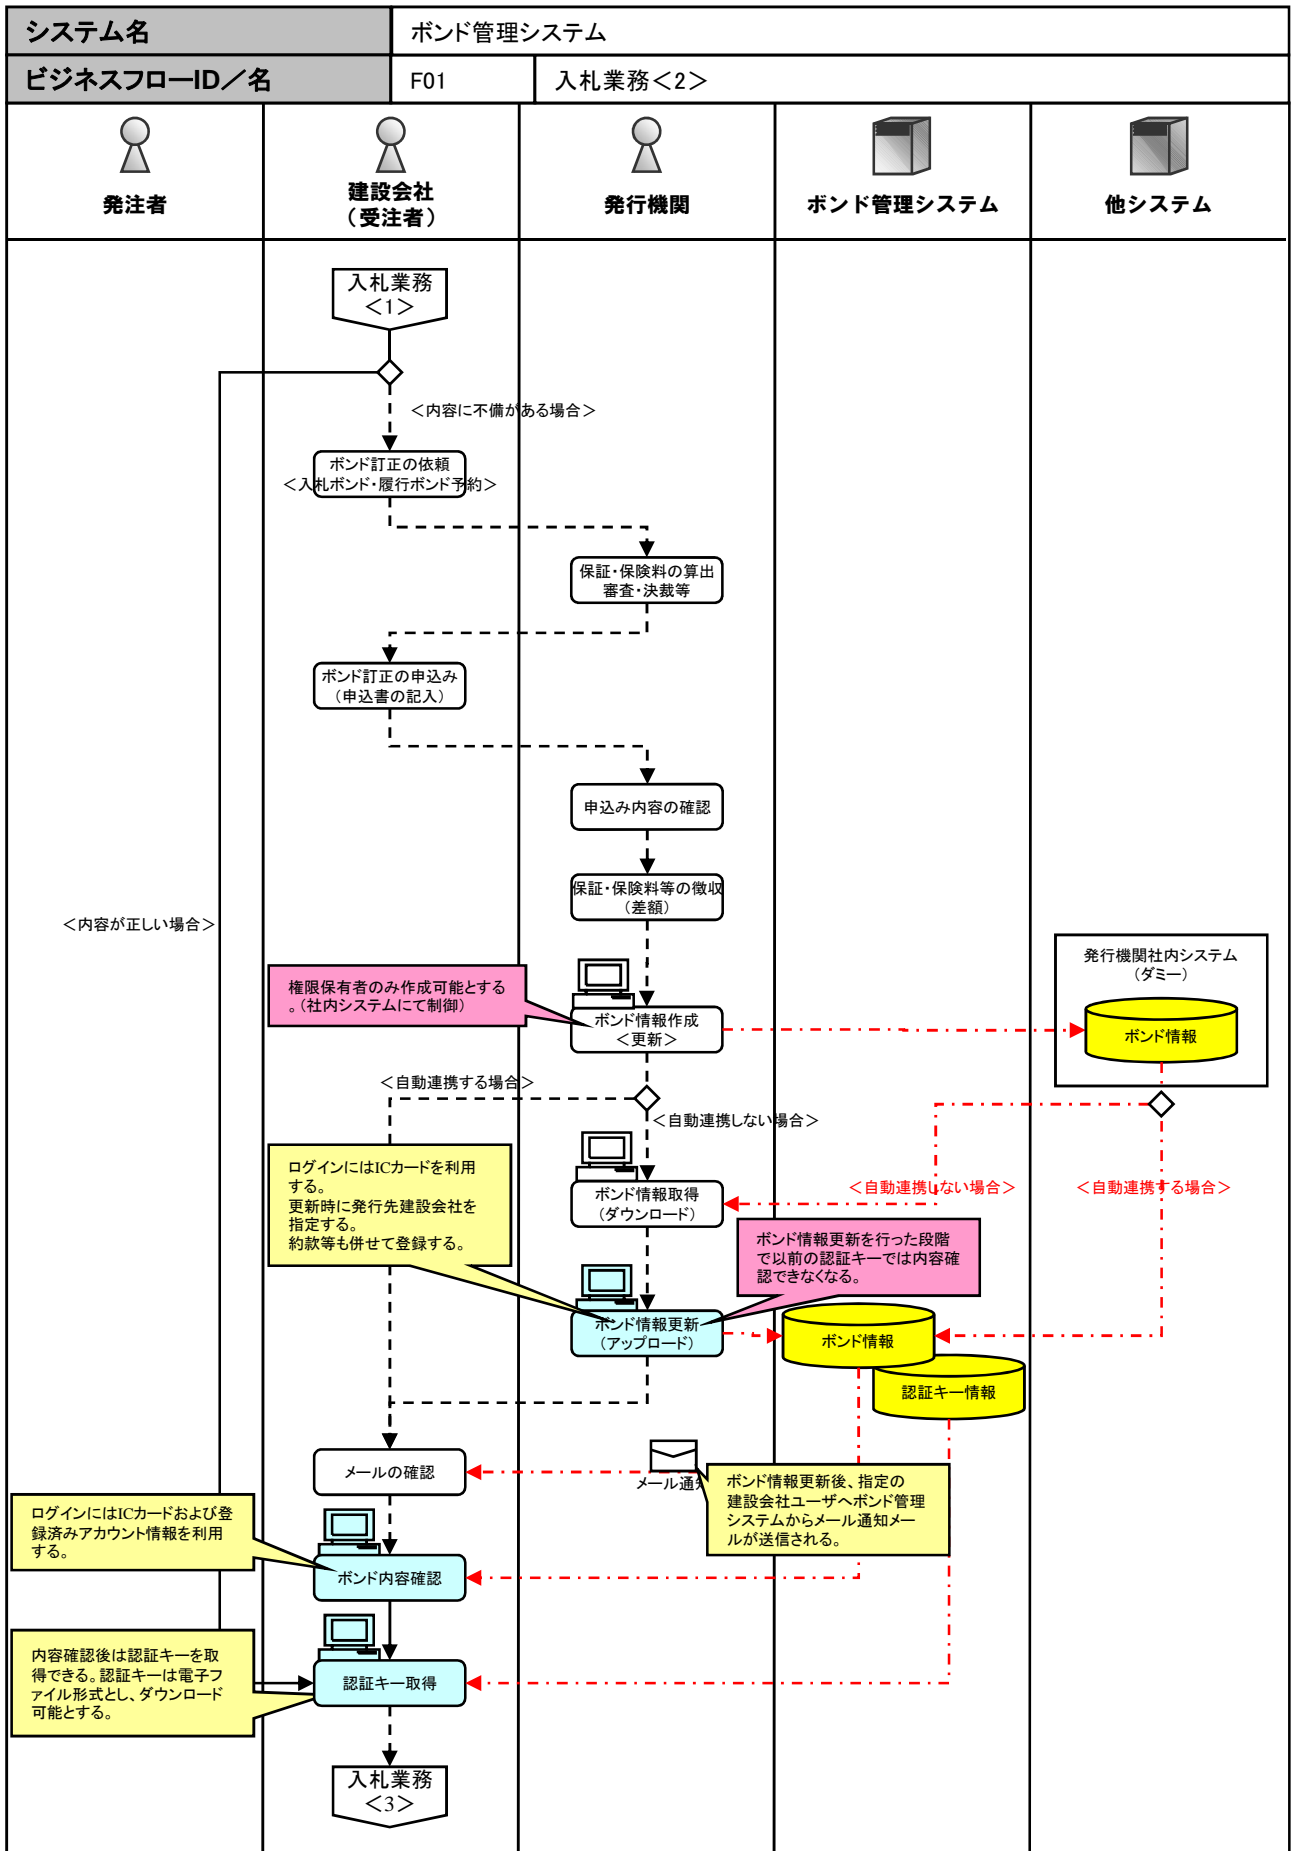 システム名
ボンド管理システム
ビジネスフローID／名
F01
入札業務＜2＞
発注者
建設会社
（受注者）
発行機関
ボンド管理システム
他システム
入札業務
＜1＞
＜内容に不備がある場合＞
ボンド訂正の依頼
＜入札ボンド・履行ボンド予約＞
保証・保険料の算出
審査・決裁等
ボンド訂正の申込み
（申込書の記入）
申込み内容の確認
保証・保険料等の徴収
（差額）
＜内容が正しい場合＞
発行機関社内システム
（ダミー）
ボンド情報
権限保有者のみ作成可能とする
。（社内システムにて制御）
ボンド情報作成
＜更新＞
＜自動連携する場合＞
＜自動連携しない場合＞
ログインにはICカードを利用
する。
更新時に発行先建設会社を
指定する。
約款等も併せて登録する。
ボンド情報取得
（ダウンロード）
＜自動連携しない場合＞
＜自動連携する場合＞
ボンド情報更新を行った段階
で以前の認証キーでは内容確
認できなくなる。
ボンド情報更新
（アップロード）
ボンド情報
認証キー情報
メールの確認
メール通
ボンド情報更新後、指定の
建設会社ユーザへボンド管理
システムからメール通知メー
ルが送信される。
ログインにはICカードおよび登
録済みアカウント情報を利用
する。
ボンド内容確認
内容確認後は認証キーを取
得できる。認証キーは電子フ
ァイル形式とし、ダウンロード
可能とする。
認証キー取得
入札業務
＜3＞